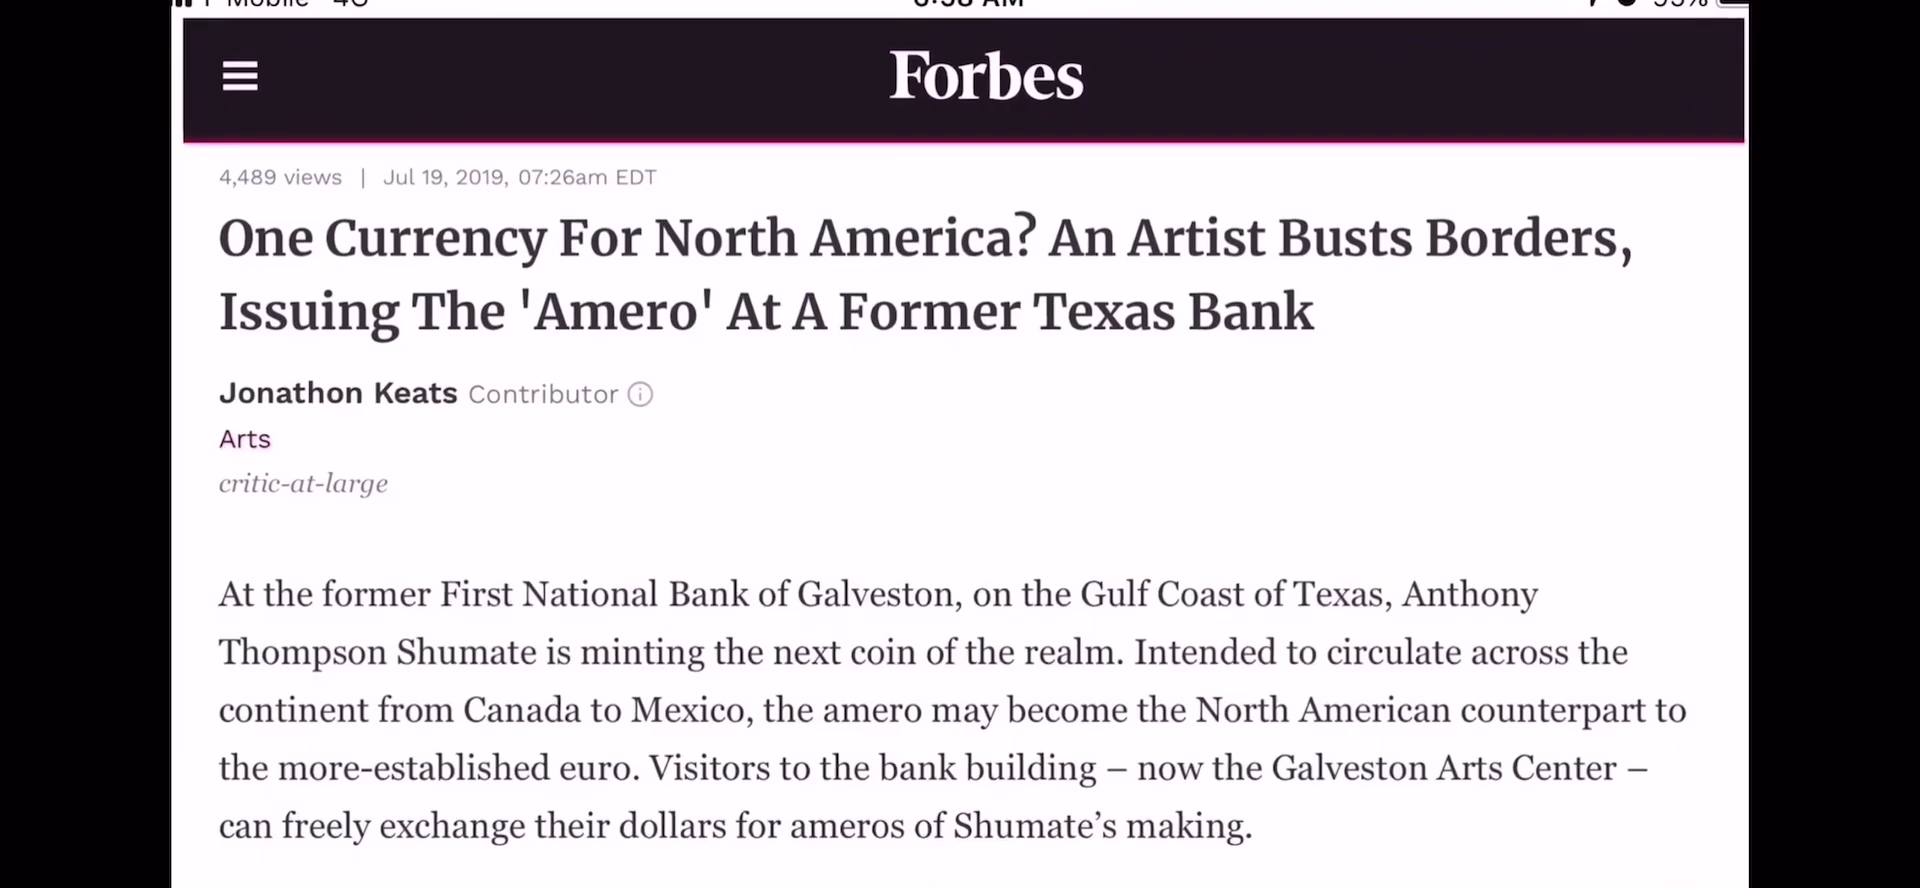 Forbes
4,489 views | Jul 19, 2019, 07:26am EDT
One Currency For North America? An Artist Busts Borders,
Issuing The 'Amero' At A Former Texas Bank
Jonathon Keats Contributor
Arts
critic-at-large
At the former First National Bank of Galveston, on the Gulf Coast of Texas, Anthony
Thompson Shumate is minting the next coin of the realm. Intended to circulate across the
continent from Canada to Mexico, the amero may become the North American counterpart to
the more-established euro. Visitors to the bank building – now the Galveston Arts Center –
can freely exchange their dollars for ameros of Shumate’s making.